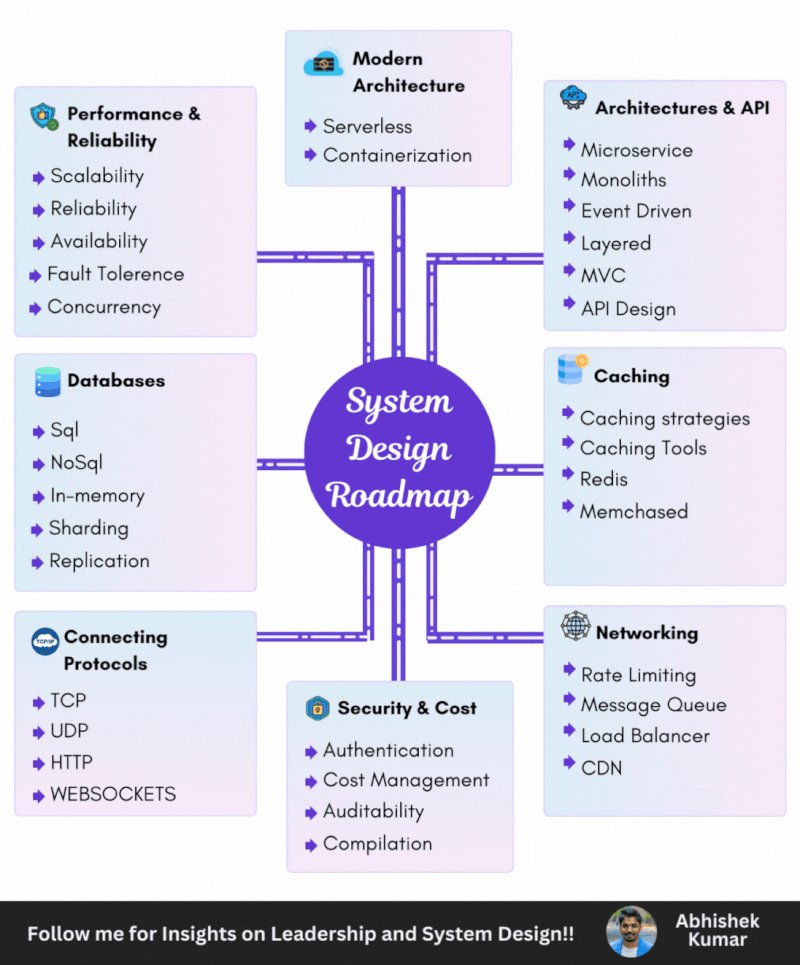 Modern
Architecture
Serverless
Containerization
Performance &
Reliability
Scalability
Reliability
Availability
Fault Tolerence
Concurrency
API
Architectures & API
Microservice
Monoliths
Event Driven
Layered
MVC
API Design
System
Design
Roadmap
Databases
Sql
NoSql
In-memory
Sharding
Replication
Caching
Caching strategies
Caching Tools
Redis
Memchased
TCP/IP
Connecting
Protocols
TCP
UDP
HTTP
WEBSOCKETS
Security & Cost
Authentication
Cost Management
Auditability
Compilation
Networking
Rate Limiting
Message Queue
Load Balancer
CDN
Follow me for Insights on Leadership and System Design!!
Abhishek
Kumar